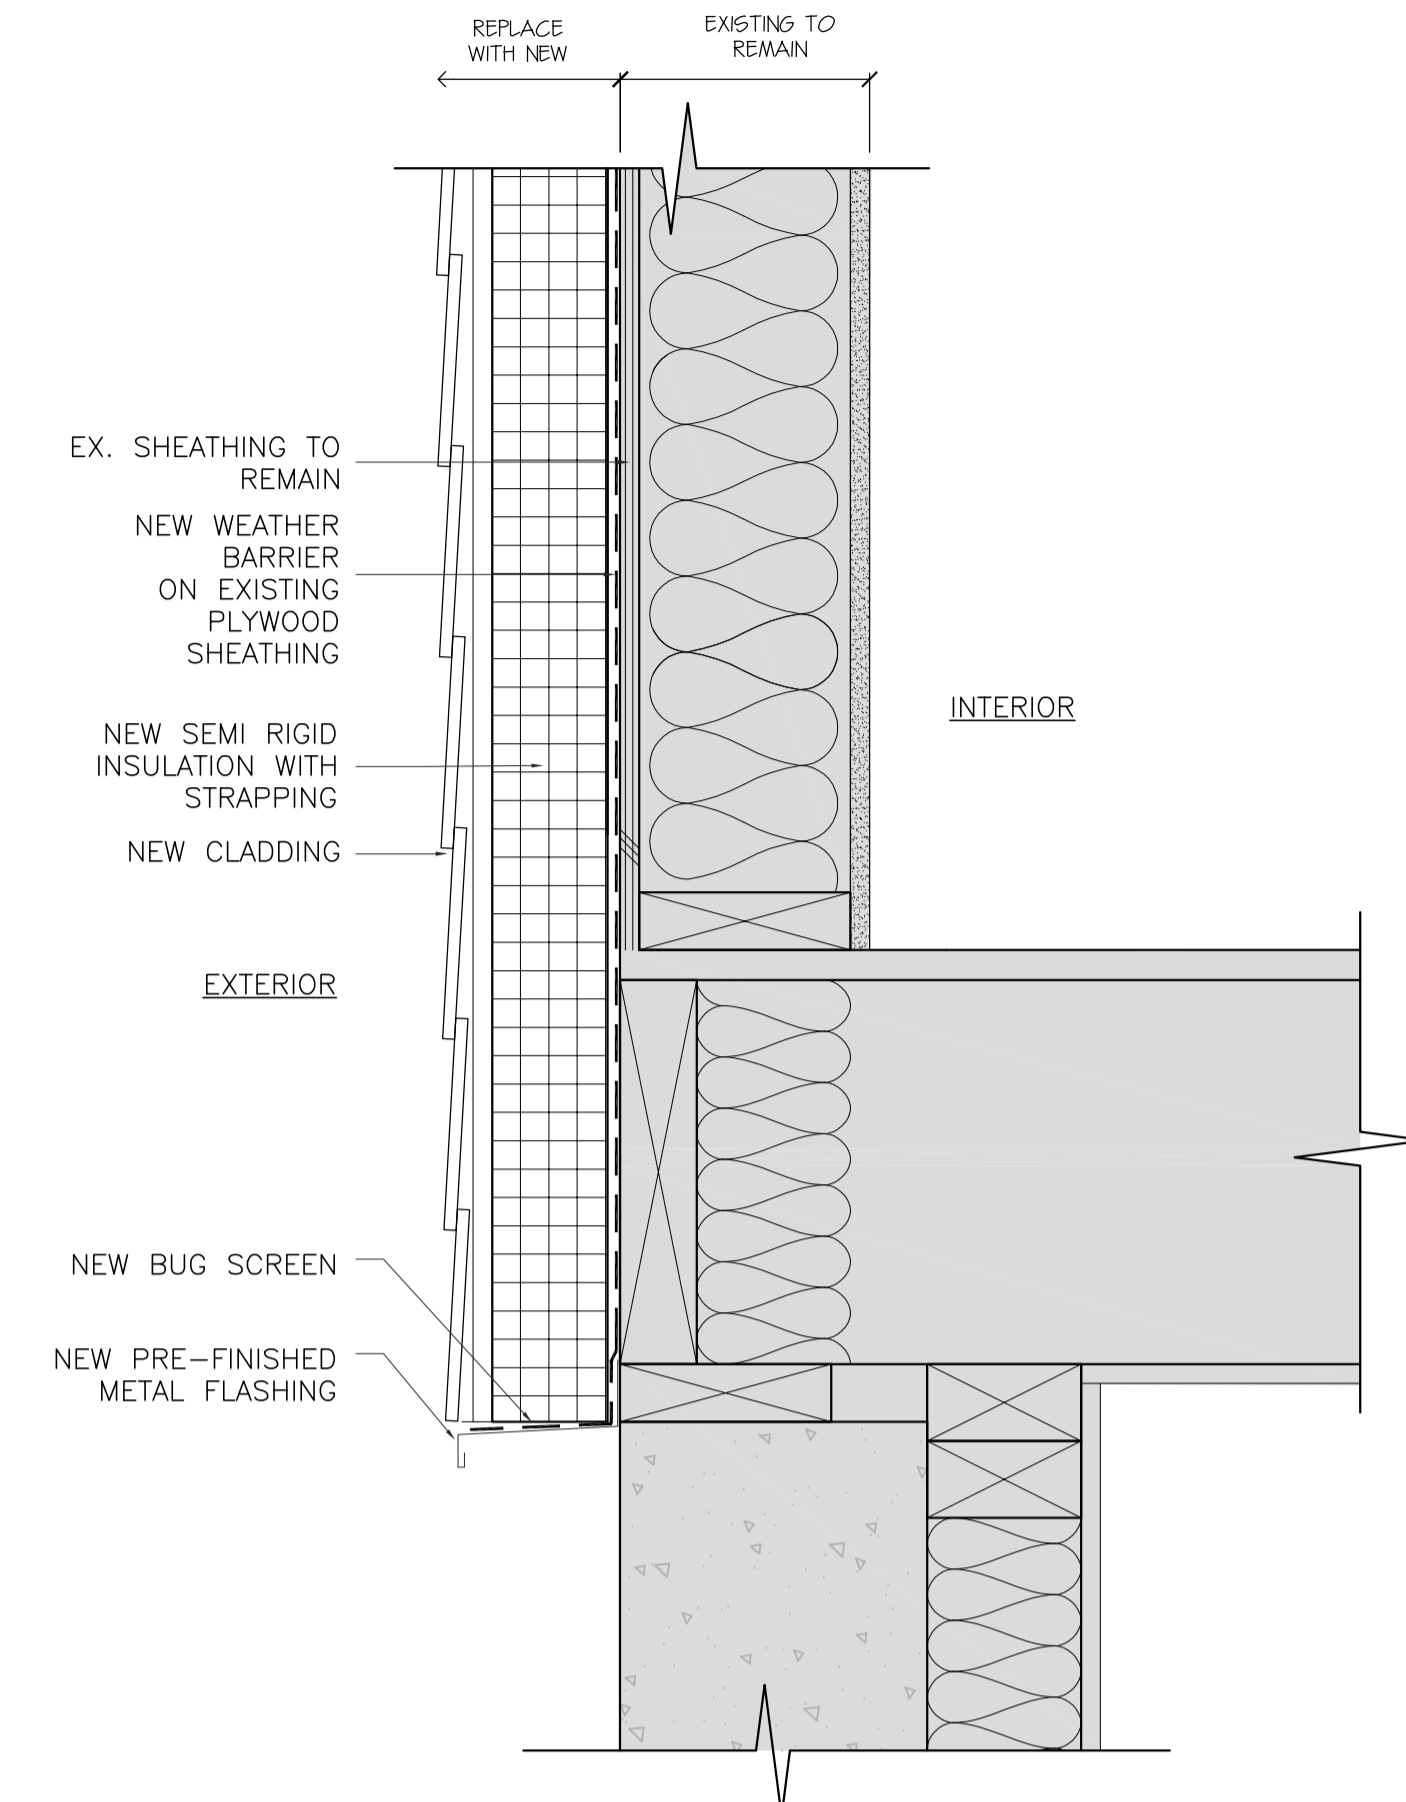 REPLACE
WITH NEW
EXISTING TO
REMAIN
EX. SHEATHING TO
REMAIN
NEW WEATHER
BARRIER
ON EXISTING
PLYWOOD
SHEATHING
INTERIOR
NEW SEMI RIGID
INSULATION WITH
STRAPPING
NEW CLADDING
EXTERIOR
NEW BUG SCREEN
NEW PRE-FINISHED
METAL FLASHING